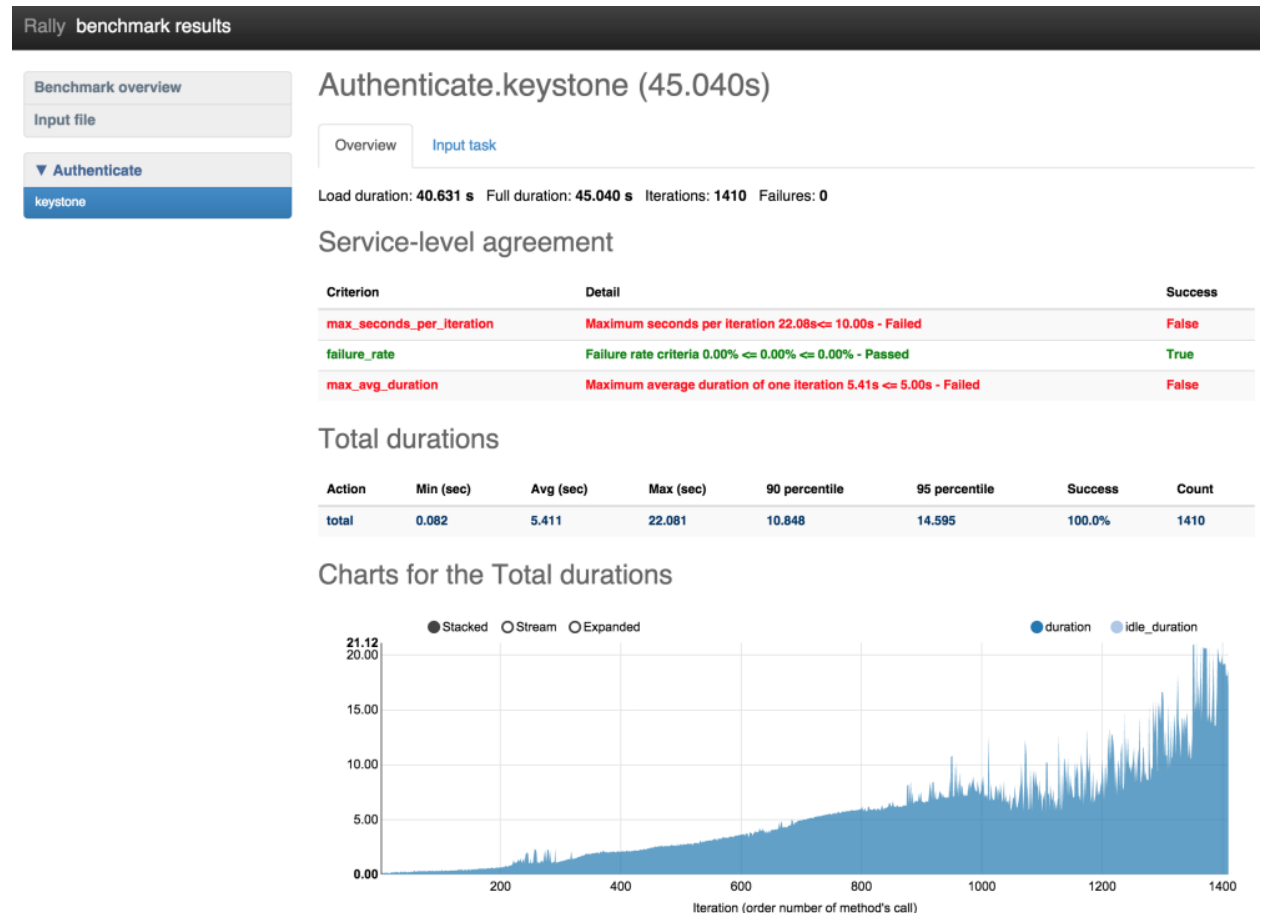 Rally benchmark results
Benchmark overview
Input file
▼ Authenticate
keystone
Authenticate.keystone (45.040s)
Overview Input task
Load duration: 40.631 s Full duration: 45.040 s Iterations: 1410 Failures: 0
Service-level agreement
Criterion Detail Success
max_seconds_per_iteration Maximum seconds per iteration 22.08s<= 10.00s - Failed False
failure_rate Failure rate criteria 0.00% <= 0.00% <= 0.00% - Passed True
max_avg_duration Maximum average duration of one iteration 5.41s <= 5.00s - Failed False
Total durations
Action Min (sec) Avg (sec) Max (sec) 90 percentile 95 percentile Success Count
total 0.082 5.411 22.081 10.848 14.595 100.0% 1410
Charts for the Total durations
Stacked Stream Expanded duration idle_duration
21.12
20.00
15.00
10.00
5.00
0.00
200 400 600 800 1000 1200 1400
Iteration (order number of method's call)